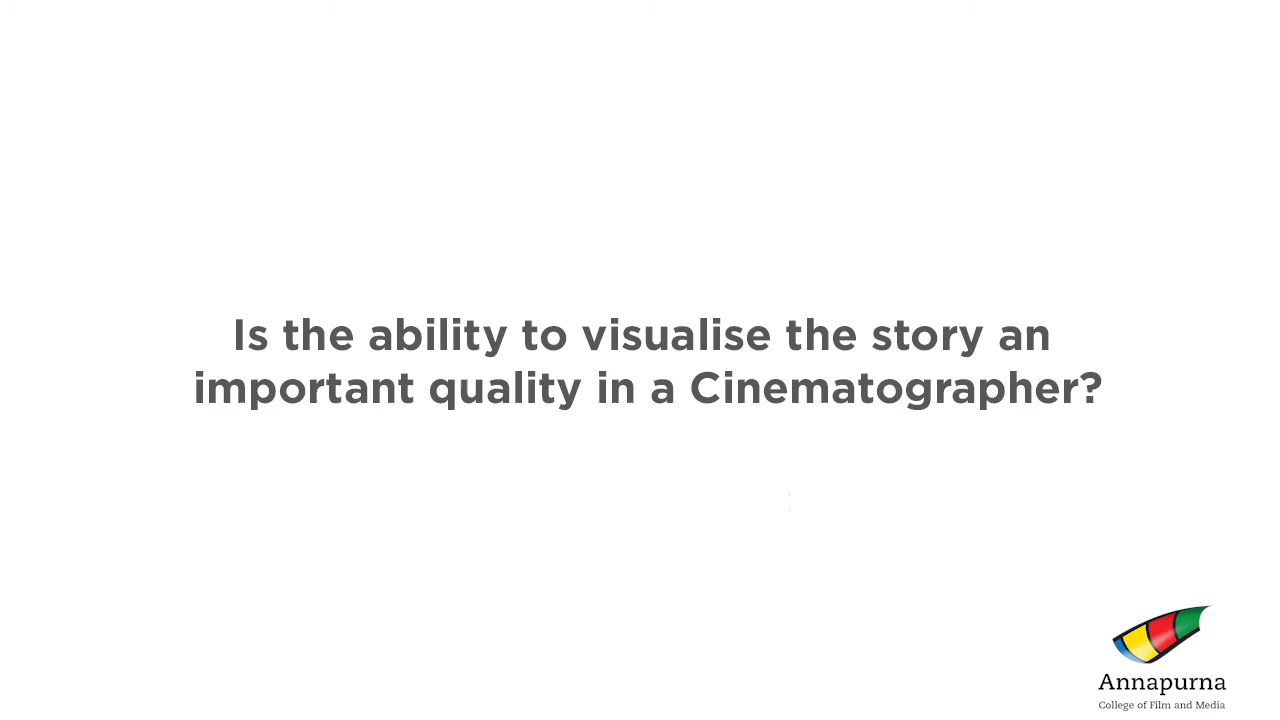 Is the ability to visualise the story an
important quality in a Cinematographer?
Annapurna
College of Film and Media